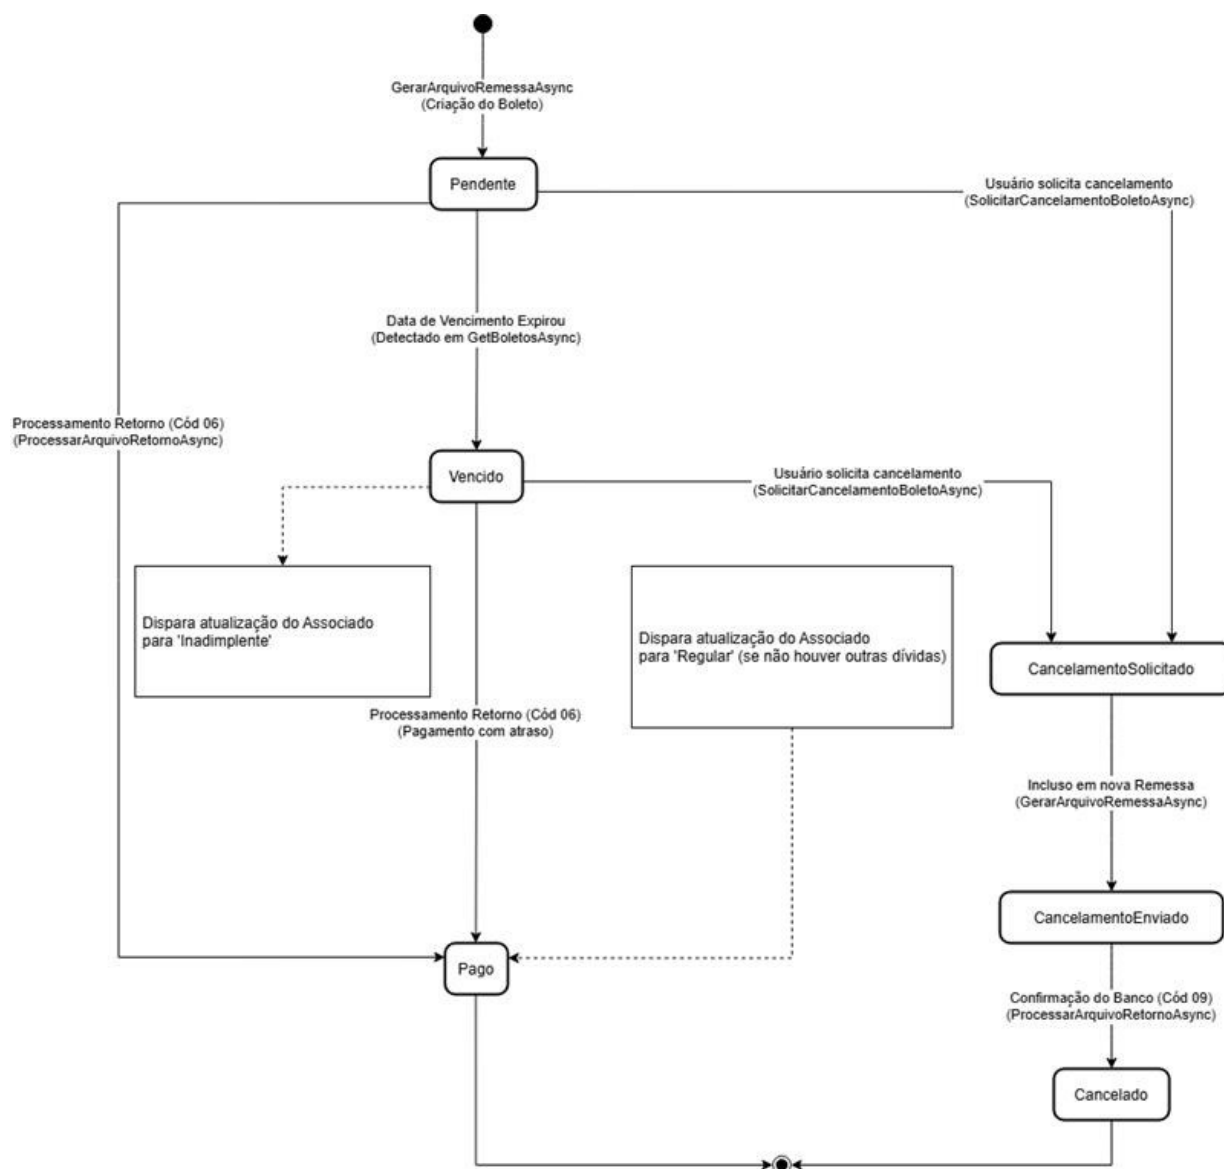 GerarArquivoRemessaAsync
(Criação do Boleto)
Pendente
Usuário solicita cancelamento
(SolicitarCancelamentoBoletoAsync)
Data de Vencimento Expirou
(Detectado em GetBoletosAsync)
Processamento Retorno (Cód 06)
(ProcessarArquivoRetornoAsync)
Vencido
Usuário solicita cancelamento
(SolicitarCancelamentoBoletoAsync)
Dispara atualização do Associado
para 'Inadimplente'
Dispara atualização do Associado
para 'Regular' (se não houver outras dívidas)
CancelamentoSolicitado
Processamento Retorno (Cód 06)
(Pagamento com atraso)
Incluso em nova Remessa
(GerarArquivoRemessaAsync)
CancelamentoEnviado
Pago
Confirmação do Banco (Cód 09)
(ProcessarArquivoRetornoAsync)
Cancelado